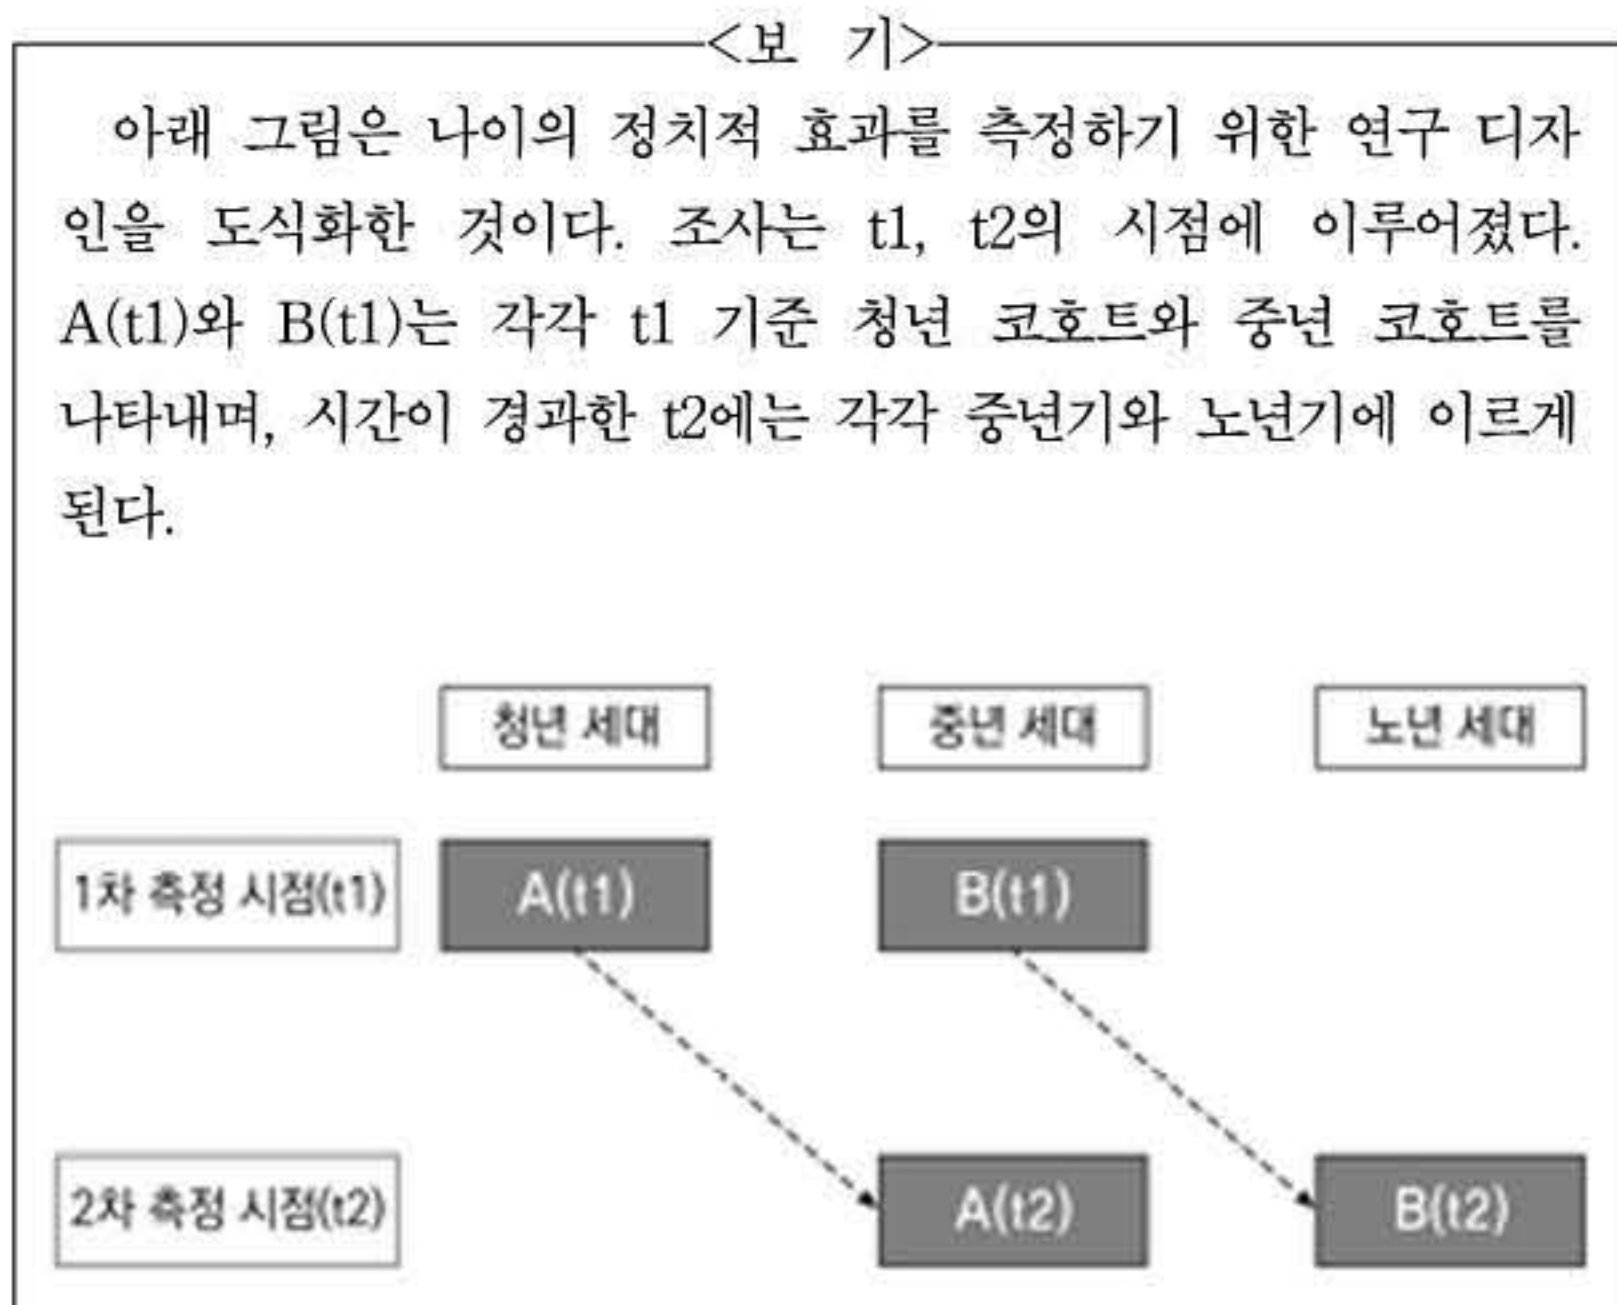 <보 기>
아래 그림은 나이의 정치적 효과를 측정하기 위한 연구 디자
인을 도식화한 것이다. 조사는 t1, t2의 시점에 이루어졌다.
A(t1)와 B(t1)는 각각 t1 기준 청년 코호트와 중년 코호트를
나타내며, 시간이 경과한 t2에는 각각 중년기와 노년기에 이르게
된다.
청년 세대 중년 세대 노년 세대
1차 측정 시점(t1) A(t1) B(t1)
2차 측정 시점(t2) A(t2) B(t2)